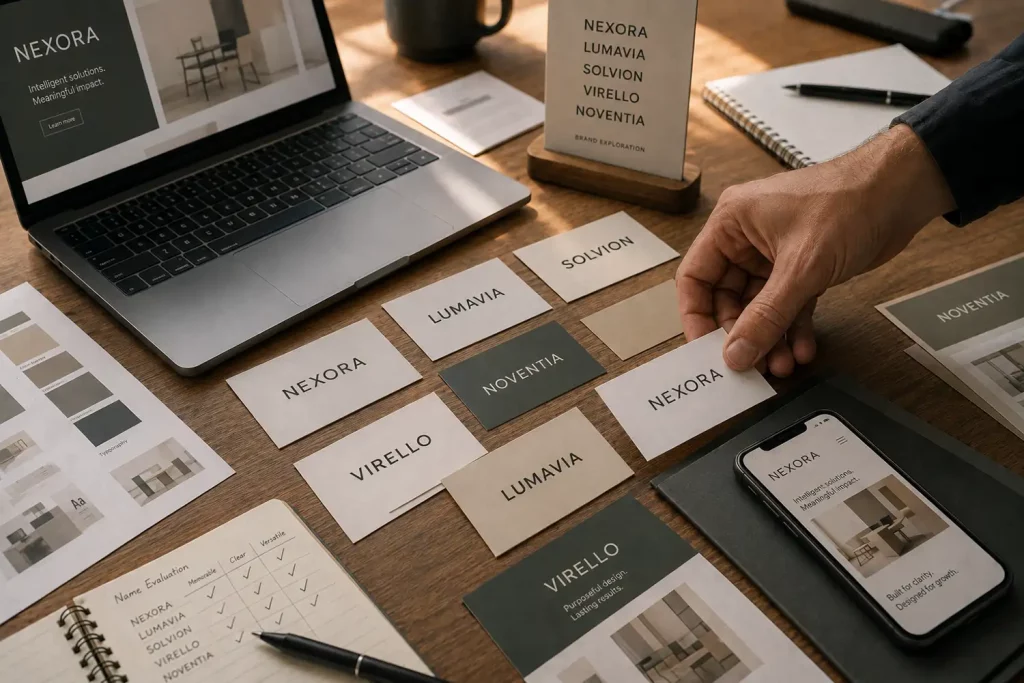 NEXORA
Intelligent solutions.
Meaningful impact.
Learn more
NEXORA
LUMAVIA
SOLVION
VIRELLO
NOVENTIA
BRAND EXPLORATION
SOLVION
LUMAVIA
NEXORA
NOVENTIA
NEXORA
VIRELLO
LUMAVIA
NOVENTIA
Typography
Aa
Name Evaluation
Memorable Clear Versatile
NEXORA
LUMAVIA
SOLVION
VIRELLO
NOVENTIA
VIRELLO
Purposeful design.
Lasting results.
NEXORA
Intelligent solutions.
Meaningful impact.
Built for clarity.
Designed for growth.